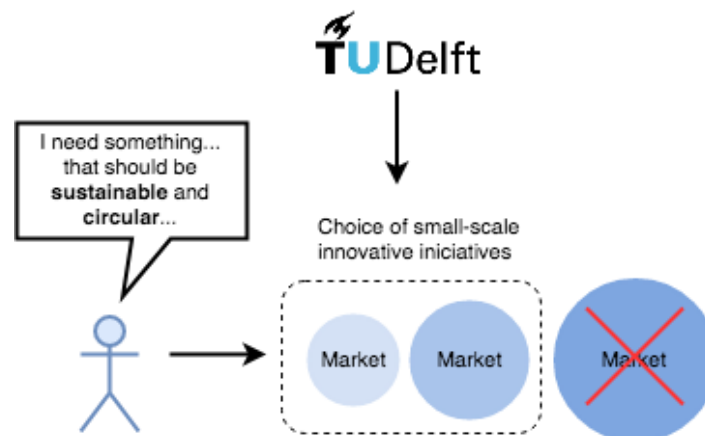 TUDelft
I need something...
that should be
sustainable and
circular...
Choice of small-scale
innovative iniciatives
Market
Market
Market